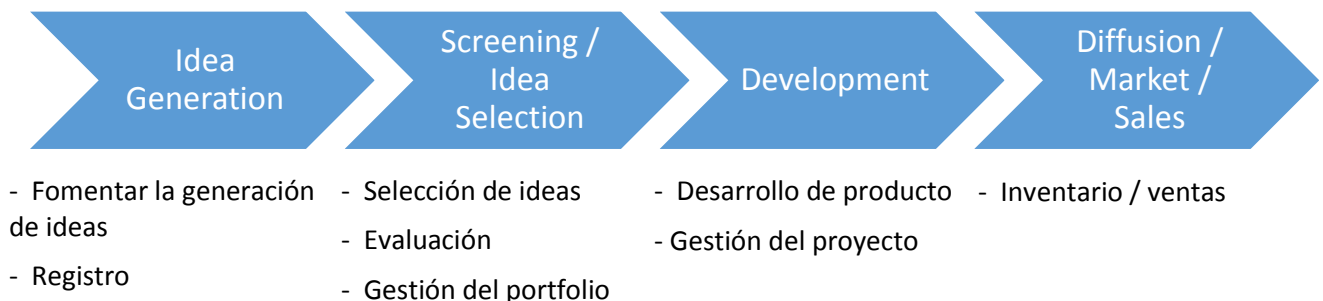 Idea
Generation
Screening /
Idea
Selection
Development
Diffusion /
Market /
Sales
- Fomentar la generación
de ideas
- Registro
- Selección de ideas
- Evaluación
- Gestión del portfolio
- Desarrollo de producto
- Gestión del proyecto
- Inventario / ventas